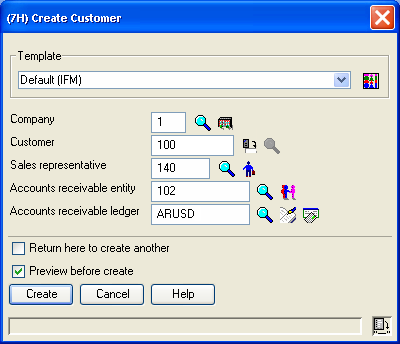 (7H) Create Customer
Template
Default (IFM)
Company 1
Customer 100
Sales representative 140
Accounts receivable entity 102
Accounts receivable ledger ARUSD
Return here to create another
Preview before create
Create Cancel Help